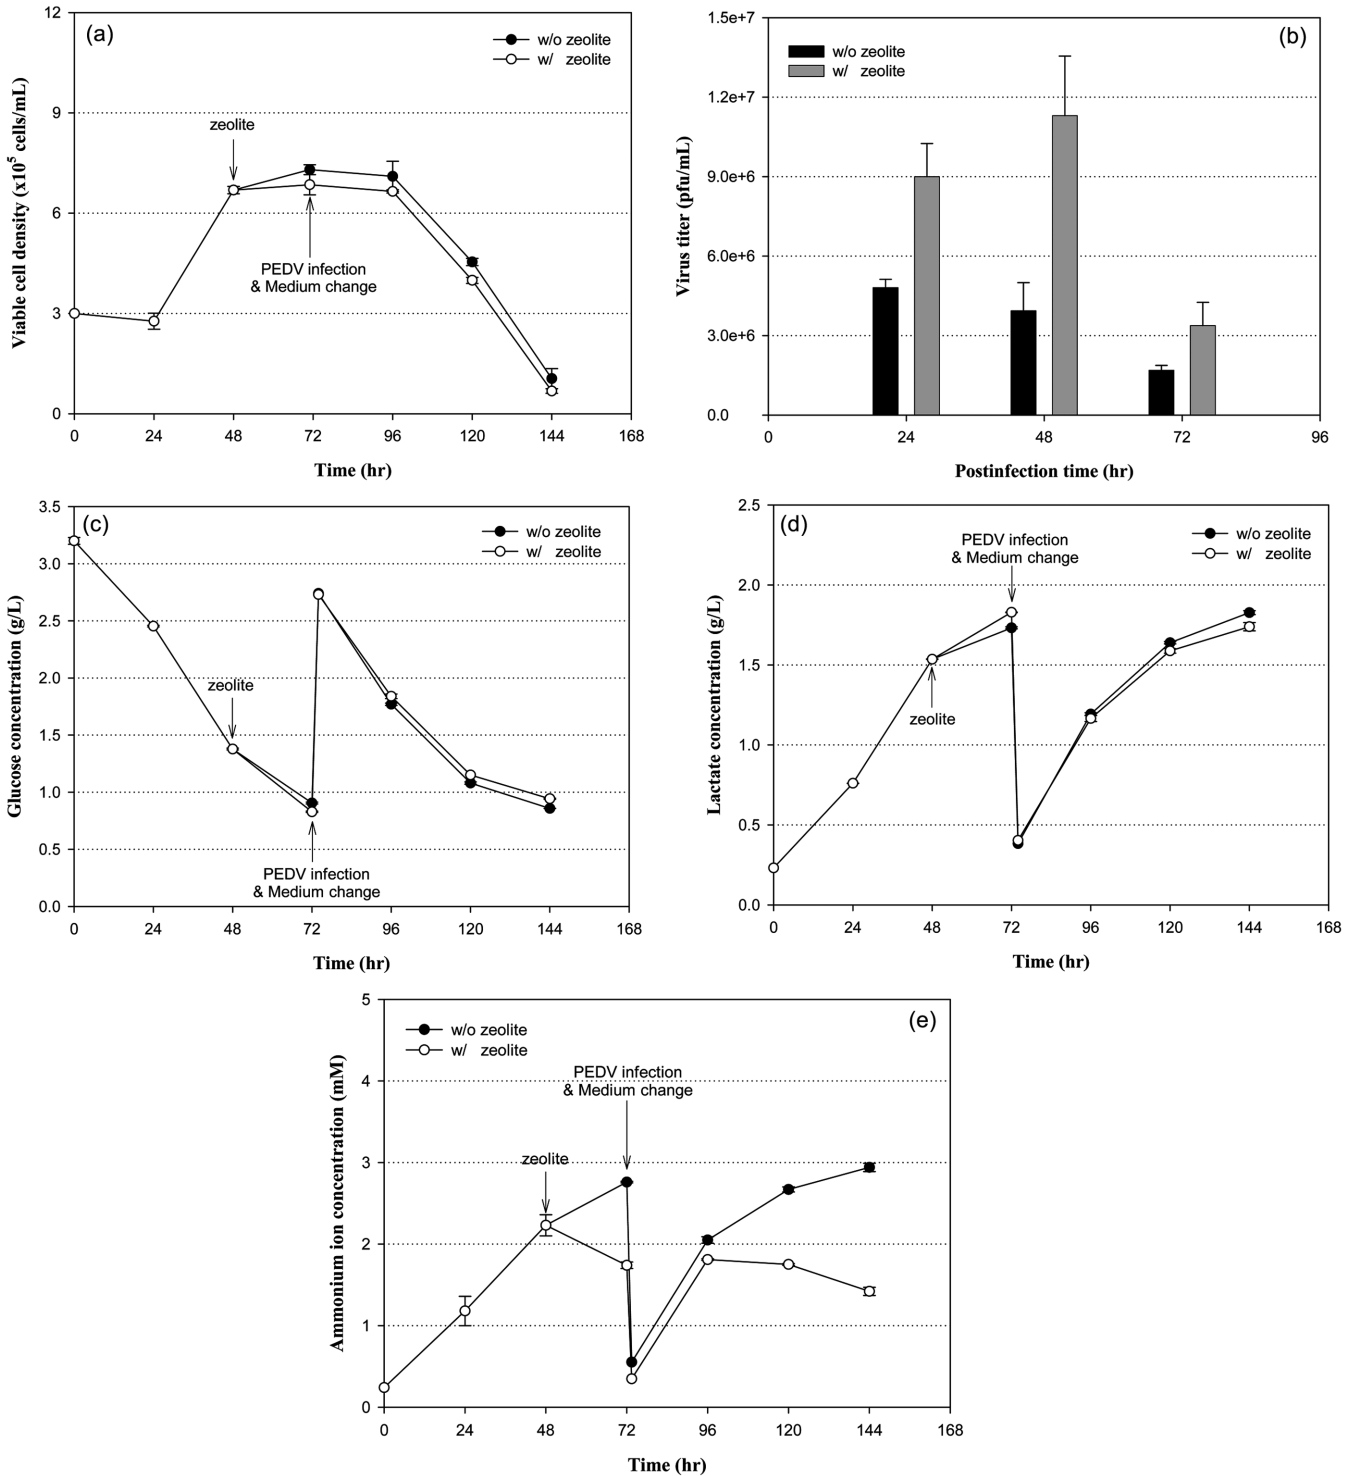 (a)
w/o zeolite
w/ zeolite
12
9
6
3
0
zeolite
PEDV infection
& Medium change
0 24 48 72 96 120 144 168
Time (hr)
Viable cell density (x10⁵ cells/mL)
(b)
w/o zeolite
w/ zeolite
1.5e+7
1.2e+7
9.0e+6
6.0e+6
3.0e+6
0.0
0 24 48 72 96
Postinfection time (hr)
Virus titer (pfu/mL)
(c)
w/o zeolite
w/ zeolite
3.5
3.0
2.5
2.0
1.5
1.0
0.5
0.0
zeolite
PEDV infection
& Medium change
0 24 48 72 96 120 144 168
Time (hr)
Glucose concentration (g/L)
(d)
w/o zeolite
w/ zeolite
2.5
2.0
1.5
1.0
0.5
0.0
PEDV infection
& Medium change
zeolite
0 24 48 72 96 120 144 168
Time (hr)
Lactate concentration (g/L)
(e)
w/o zeolite
w/ zeolite
5
4
3
2
1
0
PEDV infection
& Medium change
zeolite
0 24 48 72 96 120 144 168
Time (hr)
Ammonium ion concentration (mM)